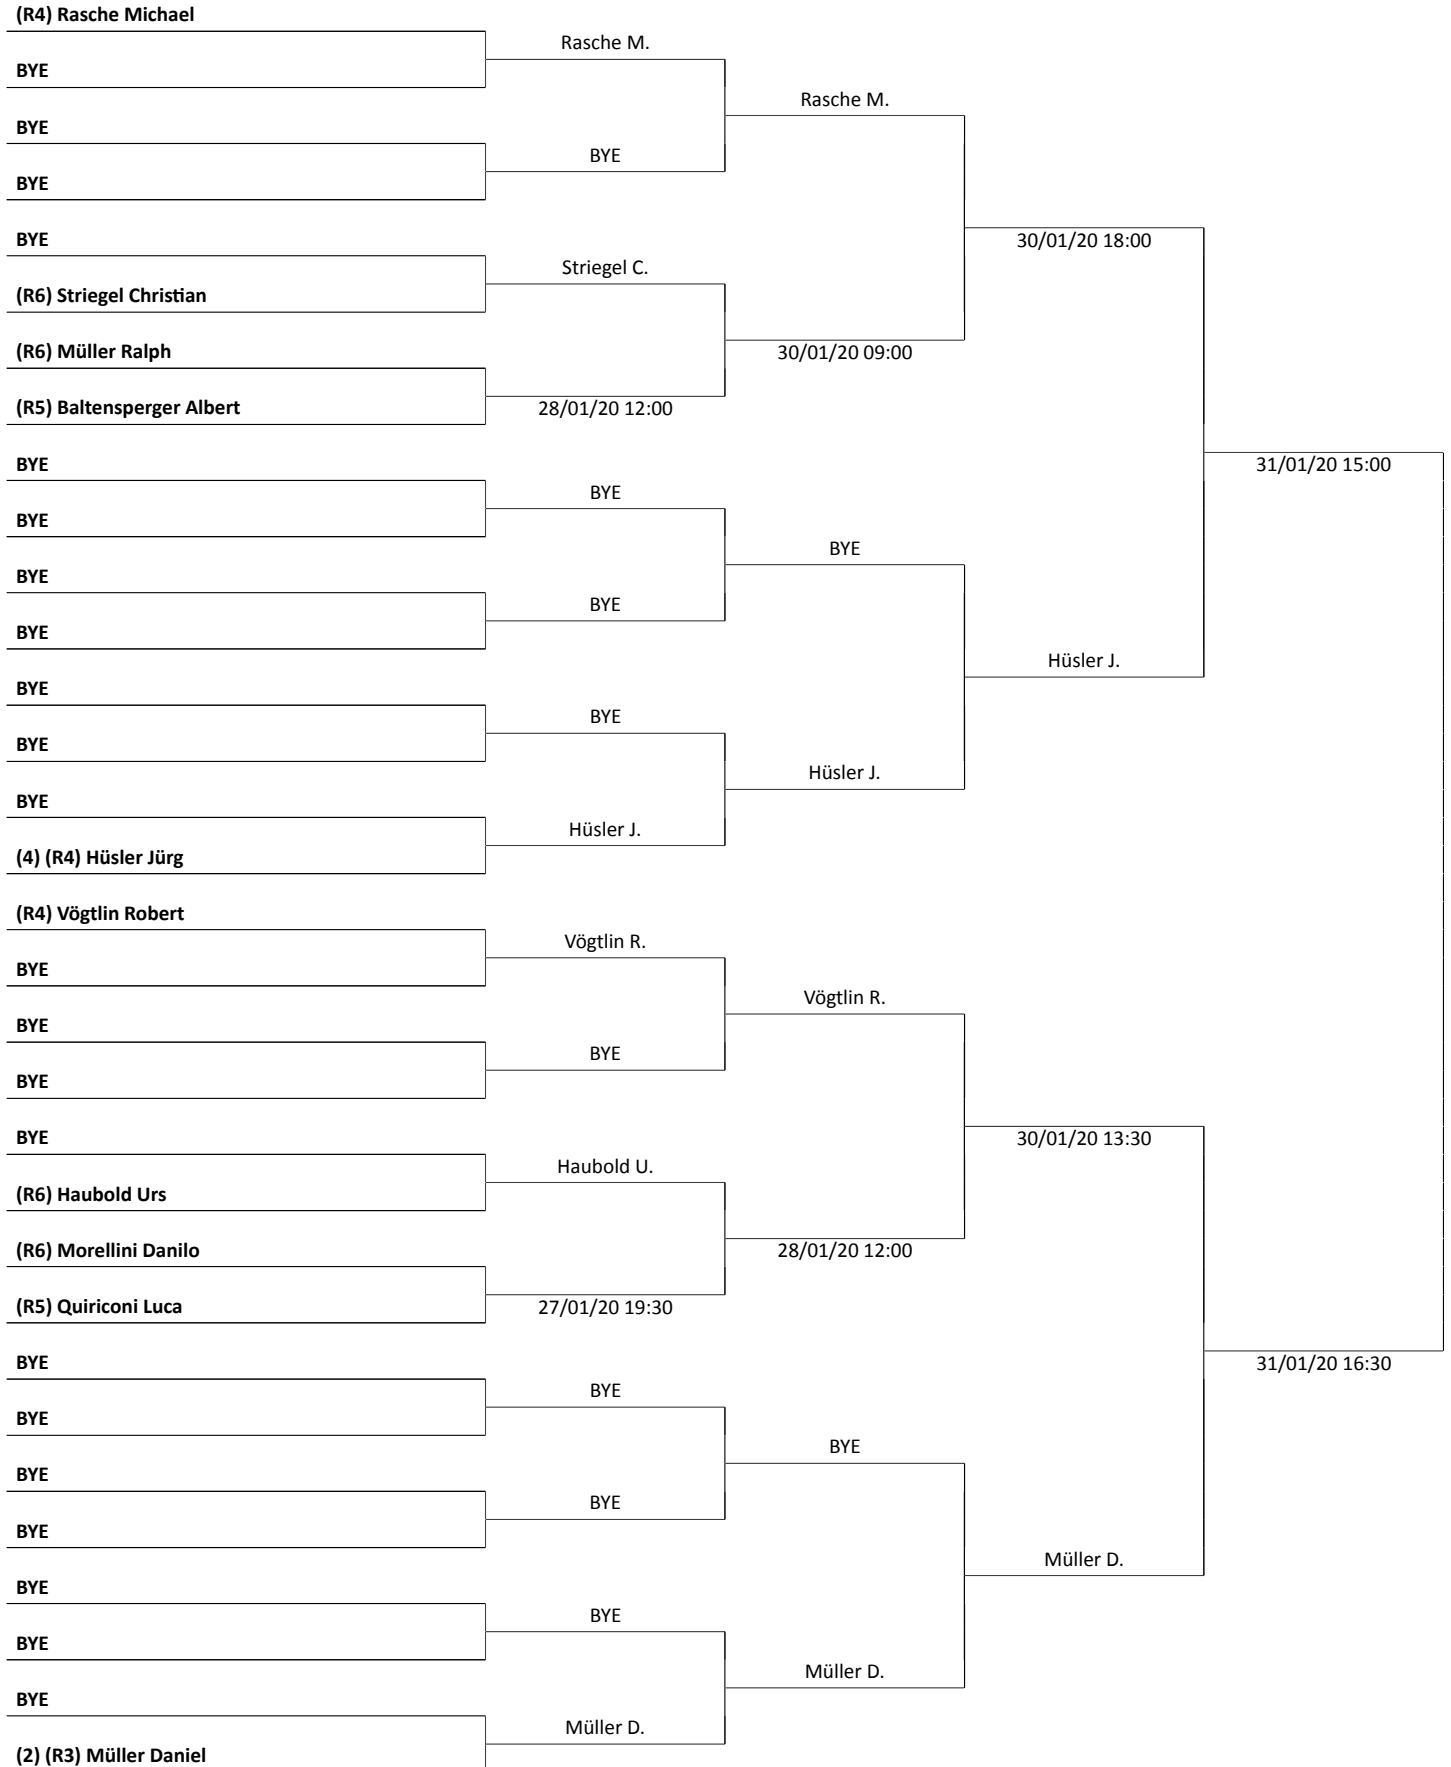 (R4) Rasche Michael
Rasche M.
BYE
Rasche M.
BYE
BYE
BYE
BYE
30/01/20 18:00
Striegel C.
(R6) Striegel Christian
(R6) Müller Ralph
30/01/20 09:00
(R5) Baltensperger Albert
28/01/20 12:00
BYE
31/01/20 15:00
BYE
BYE
BYE
BYE
BYE
BYE
Hüsler J.
BYE
BYE
BYE
Hüsler J.
BYE
Hüsler J.
(4) (R4) Hüsler Jürg
(R4) Vögtlin Robert
Vögtlin R.
BYE
Vögtlin R.
BYE
BYE
BYE
BYE
30/01/20 13:30
Haubold U.
(R6) Haubold Urs
(R6) Morellini Danilo
28/01/20 12:00
(R5) Quiriconi Luca
27/01/20 19:30
BYE
31/01/20 16:30
BYE
BYE
BYE
BYE
BYE
BYE
Müller D.
BYE
BYE
BYE
Müller D.
BYE
Müller D.
(2) (R3) Müller Daniel